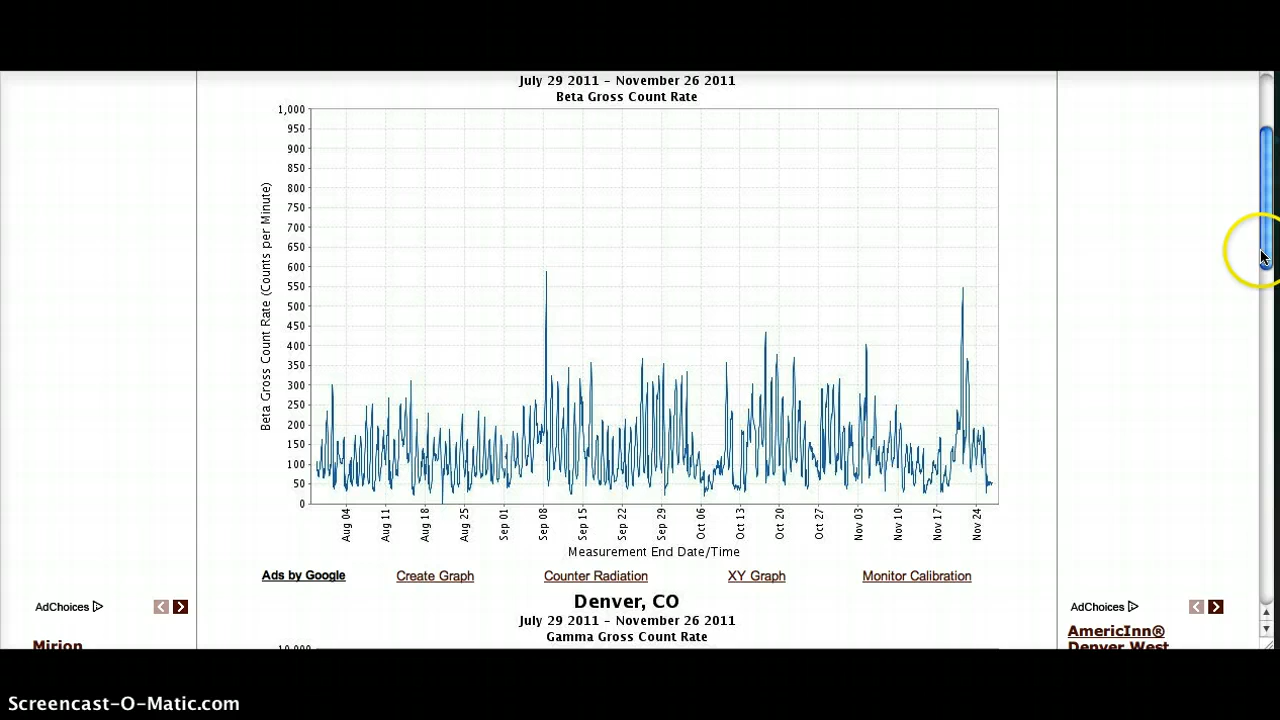 July 29 2011 - November 26 2011
Beta Gross Count Rate
1,000
950
900
850
800
750
700
650
600
550
500
450
400
350
300
250
200
150
100
50
0
Beta Gross Count Rate (Counts per Minute)
Aug 04
Aug 11
Aug 18
Aug 25
Sep 01
Sep 08
Sep 15
Sep 22
Sep 29
Oct 06
Oct 13
Oct 20
Oct 27
Nov 03
Nov 10
Nov 17
Nov 24
Measurement End Date/Time
Ads by Google Create Graph Counter Radiation XY Graph Monitor Calibration
Denver, CO
July 29 2011 - November 26 2011
Gamma Gross Count Rate
10,000
AdChoices
Mirion
AdChoices
AmericInn®
Denver West
Screencast-O-Matic.com